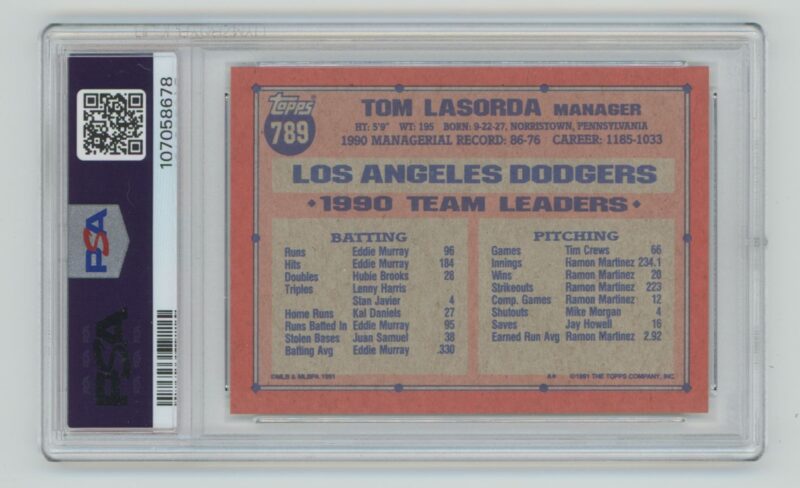 107058678
PSA
PSA
Topps
789
TOM LASORDA MANAGER
HT: 5'9" WT: 195 BORN: 9-22-27, NORRISTOWN, PENNSYLVANIA
1990 MANAGERIAL RECORD: 86-76 CAREER: 1185-1033
LOS ANGELES DODGERS
1990 TEAM LEADERS
BATTING
Runs Eddie Murray 96
Hits Eddie Murray 184
Doubles Hubie Brooks 28
Triples Lenny Harris
Stan Javier 4
Home Runs Kal Daniels 27
Runs Batted In Eddie Murray 95
Stolen Bases Juan Samuel 38
Batting Avg Eddie Murray .330
PITCHING
Games Tim Crews 66
Innings Ramon Martinez 234.1
Wins Ramon Martinez 20
Strikeouts Ramon Martinez 223
Comp. Games Ramon Martinez 12
Shutouts Mike Morgan 4
Saves Jay Howell 16
Earned Run Avg Ramon Martinez 2.92
©MLB & MLBPA 1991
A* ©1991 THE TOPPS COMPANY, INC.